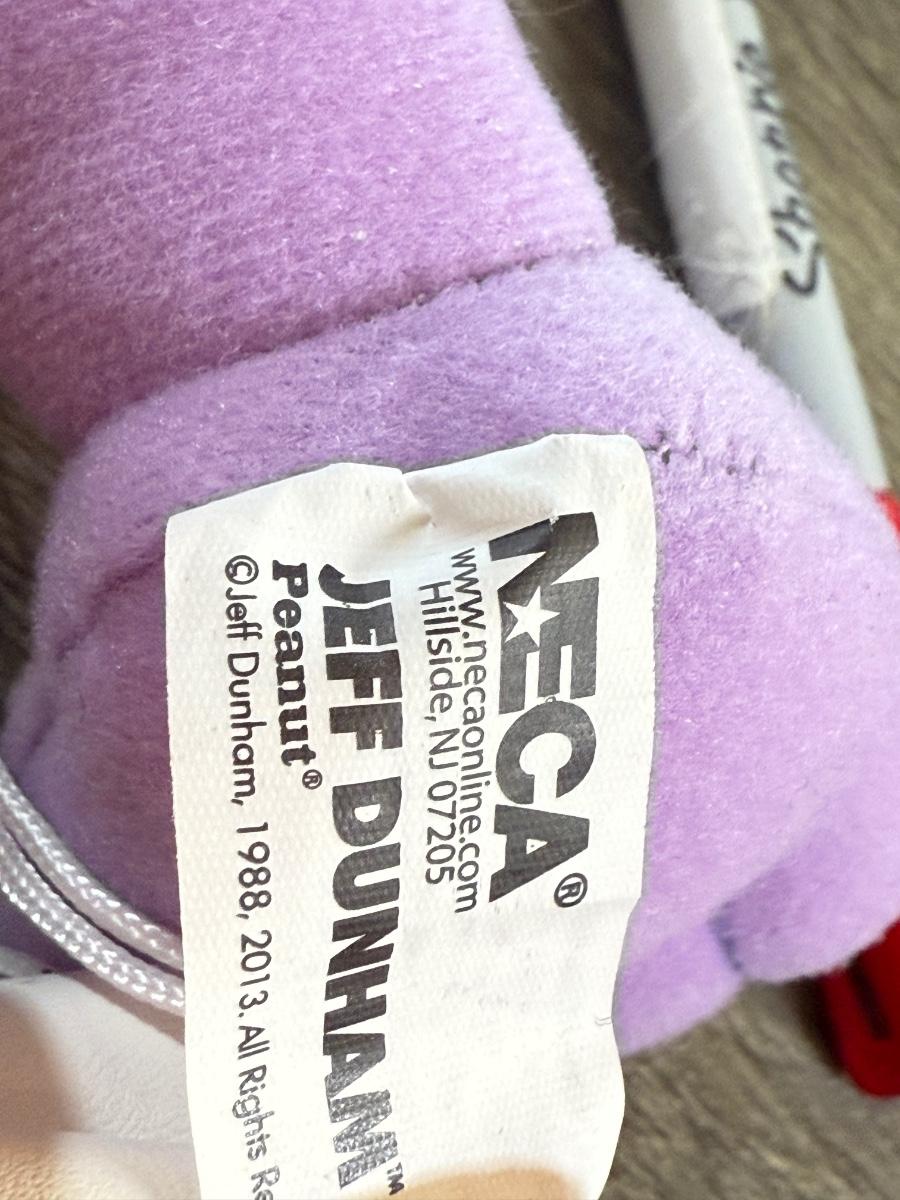 NECA®
www.necaonline.com
Hillside, NJ 07205
JEFF DUNHAM™
Peanut®
©Jeff Dunham, 1988, 2013. All Rights Re